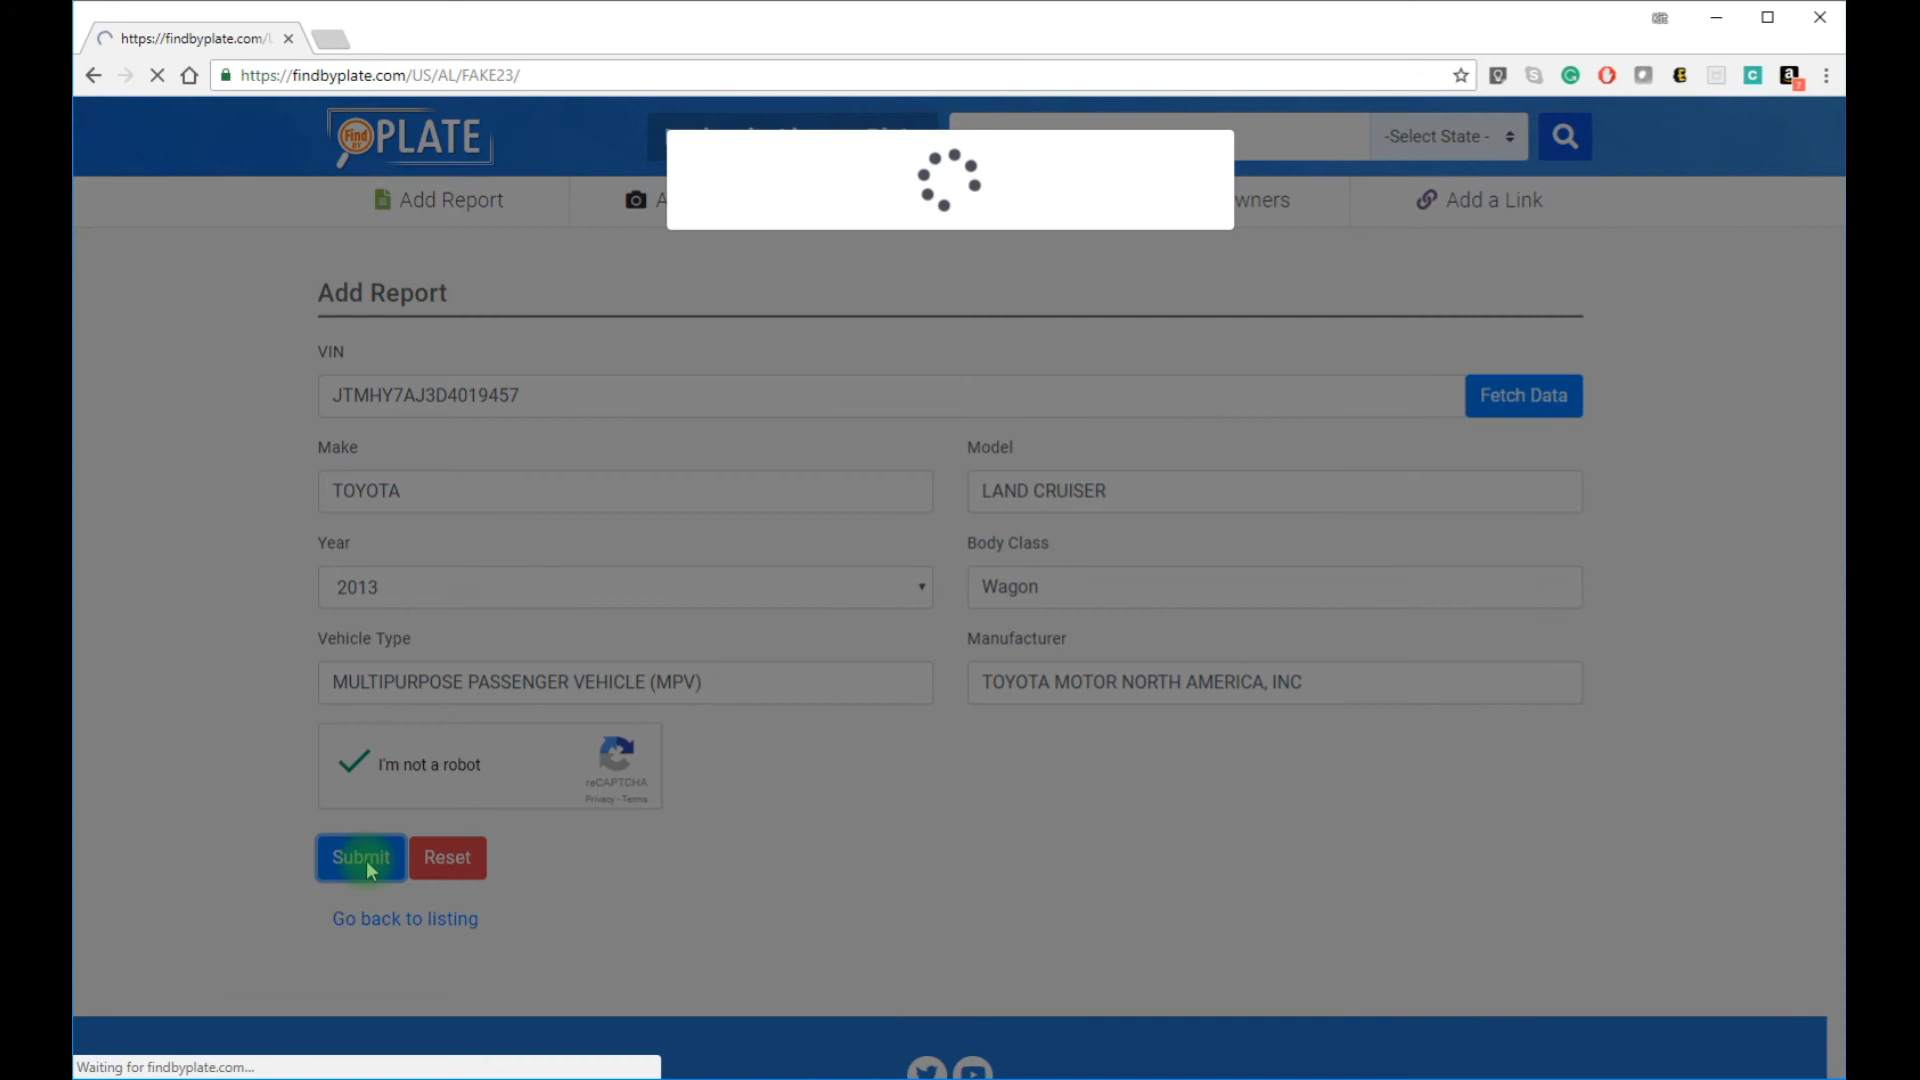 https://findbyplate.com/
https://findbyplate.com/US/AL/FAKE23/
Find BY PLATE
-Select State -
Add Report
Add a Link
Add Report
VIN
JTMHY7AJ3D4019457
Fetch Data
Make
Model
TOYOTA
LAND CRUISER
Year
Body Class
2013
Wagon
Vehicle Type
Manufacturer
MULTIPURPOSE PASSENGER VEHICLE (MPV)
TOYOTA MOTOR NORTH AMERICA, INC
I'm not a robot
reCAPTCHA
Privacy - Terms
Submit
Reset
Go back to listing
Waiting for findbyplate.com...